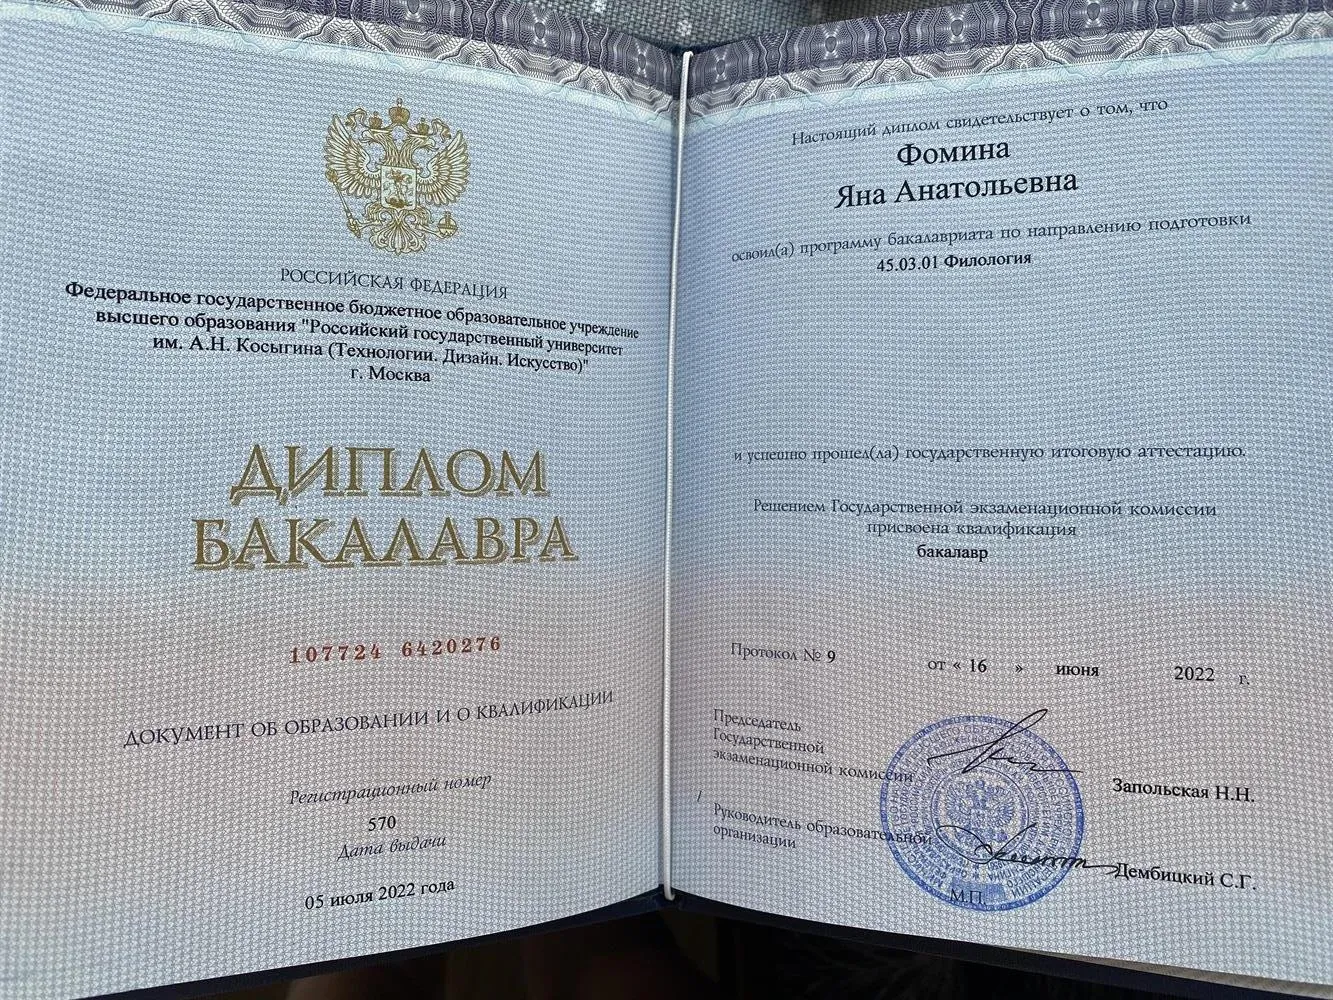 РОССИЙСКАЯ ФЕДЕРАЦИЯ
Федеральное государственное бюджетное образовательное учреждение
высшего образования "Российский государственный университет
им. А.Н. Косыгина (Технологии. Дизайн. Искусство)"
г. Москва
ДИПЛОМ
БАКАЛАВРА
107724 6420276
ДОКУМЕНТ ОБ ОБРАЗОВАНИИ И О КВАЛИФИКАЦИИ
Регистрационный номер
570
Дата выдачи
05 июля 2022 года
Настоящий диплом свидетельствует о том, что
Фомина
Яна Анатольевна
освоил(а) программу бакалавриата по направлению подготовки
45.03.01 Филология
и успешно прошел(ла) государственную итоговую аттестацию.
Решением Государственной экзаменационной комиссии
присвоена квалификация
бакалавр
Протокол № 9 от « 16 » июня 2022 г.
Председатель
Государственной
экзаменационной комиссии
Запольская Н.Н.
/
Руководитель образовательной
организации
Дембицкий С.Г.
М.П.